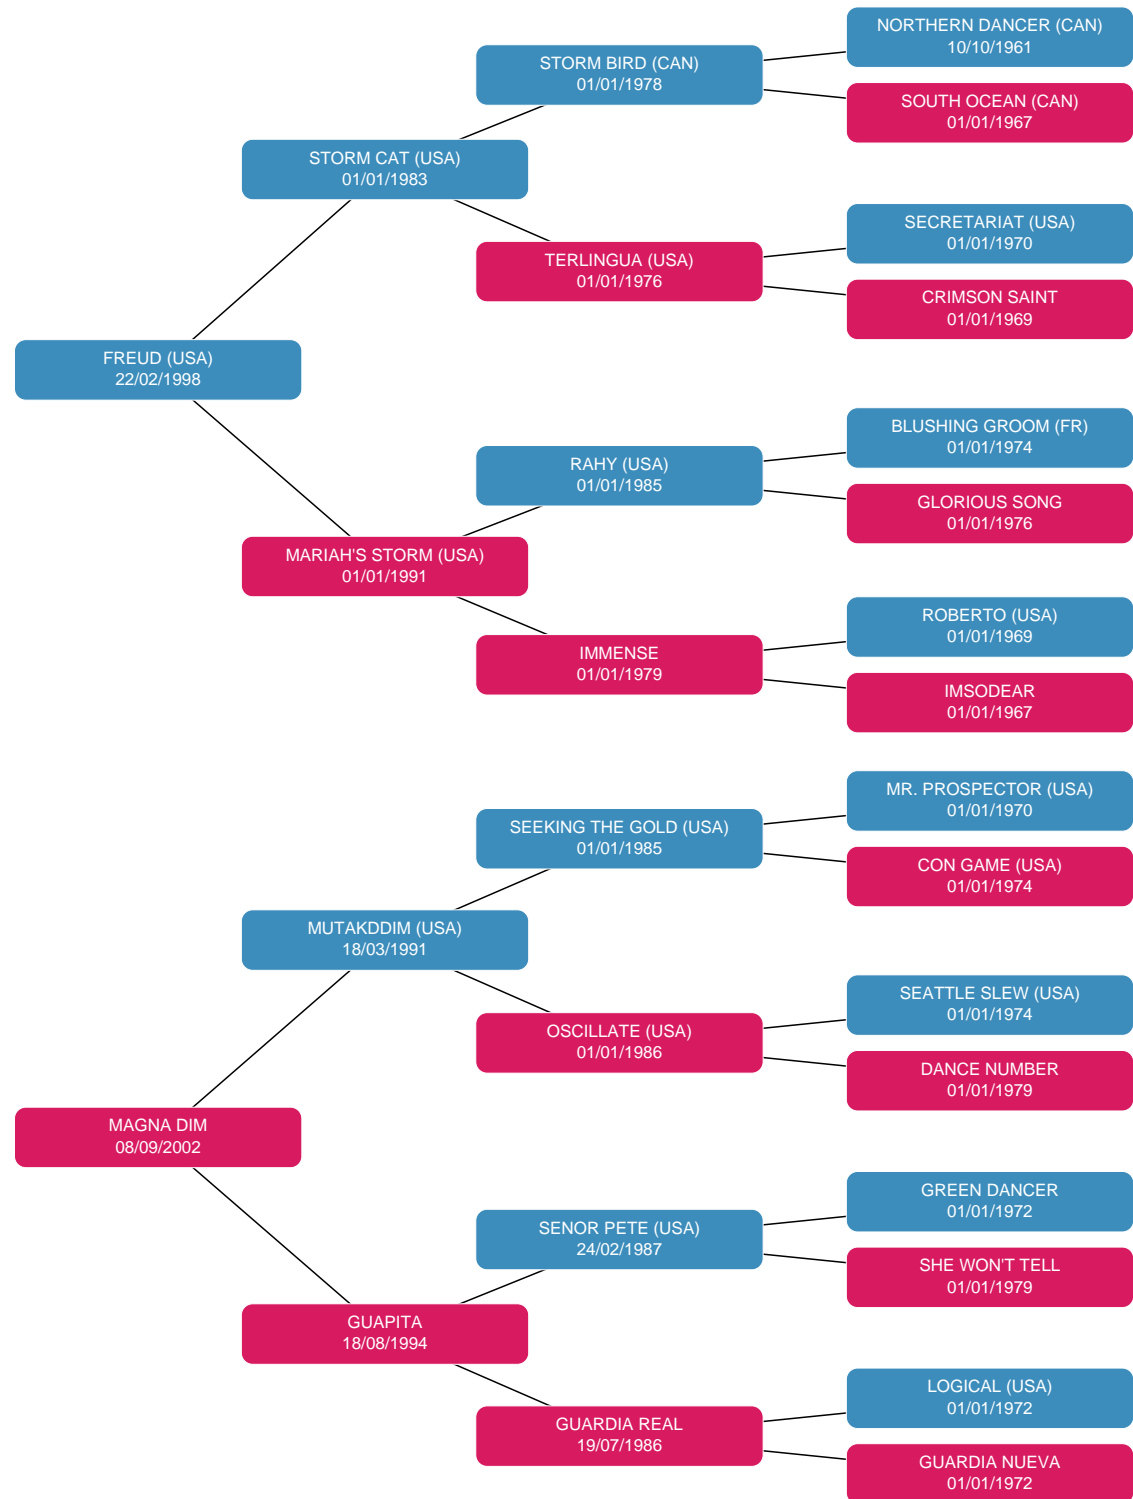 NORTHERN DANCER (CAN)
10/10/1961
STORM BIRD (CAN)
01/01/1978
SOUTH OCEAN (CAN)
01/01/1967
STORM CAT (USA)
01/01/1983
SECRETARIAT (USA)
01/01/1970
TERLINGUA (USA)
01/01/1976
CRIMSON SAINT
01/01/1969
FREUD (USA)
22/02/1998
BLUSHING GROOM (FR)
01/01/1974
RAHY (USA)
01/01/1985
GLORIOUS SONG
01/01/1976
MARIAH'S STORM (USA)
01/01/1991
ROBERTO (USA)
01/01/1969
IMMENSE
01/01/1979
IMSODEAR
01/01/1967
MR. PROSPECTOR (USA)
01/01/1970
SEEKING THE GOLD (USA)
01/01/1985
CON GAME (USA)
01/01/1974
MUTAKDDIM (USA)
18/03/1991
SEATTLE SLEW (USA)
01/01/1974
OSCILLATE (USA)
01/01/1986
DANCE NUMBER
01/01/1979
MAGNA DIM
08/09/2002
GREEN DANCER
01/01/1972
SENOR PETE (USA)
24/02/1987
SHE WON'T TELL
01/01/1979
GUAPITA
18/08/1994
LOGICAL (USA)
01/01/1972
GUARDIA REAL
19/07/1986
GUARDIA NUEVA
01/01/1972